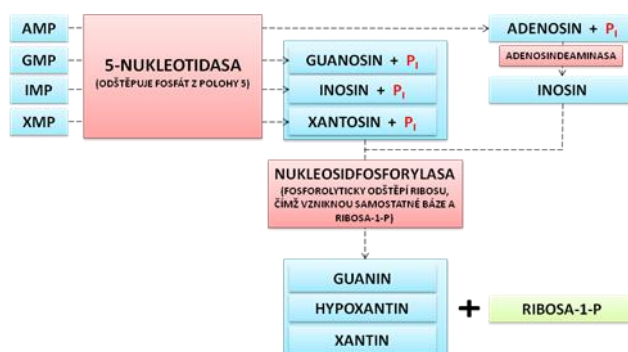 AMP
GMP
IMP
XMP
5-NUKLEOTIDASA
(ODŠTĚPUJE FOSFÁT Z POLOHY 5)
GUANOSIN + Pᵢ
INOSIN + Pᵢ
XANTOSIN + Pᵢ
ADENOSIN + Pᵢ
ADENOSINDEAMINASA
INOSIN
NUKLEOSIDFOSFORYLASA
(FOSFOROLYTICKY ODŠTĚPÍ RIBOSU,
ČÍMŽ VZNIKNOU SAMOSTATNÉ BÁZE A
RIBOSA-1-P)
GUANIN
HYPOXANTIN
XANTIN
+
RIBOSA-1-P